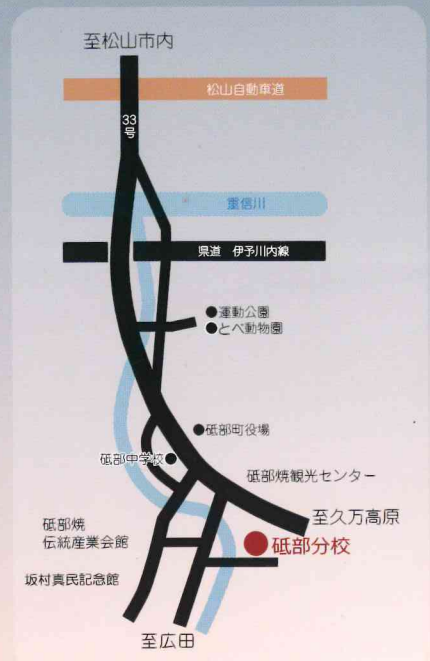 至松山市内
松山自動車道
33
号
重信川
県道　伊予川内線
●運動公園
●とべ動物園
●砥部町役場
砥部中学校●
砥部焼観光センター
至久万高原
砥部焼
伝統産業会館
●砥部分校
坂村真民記念館
至広田